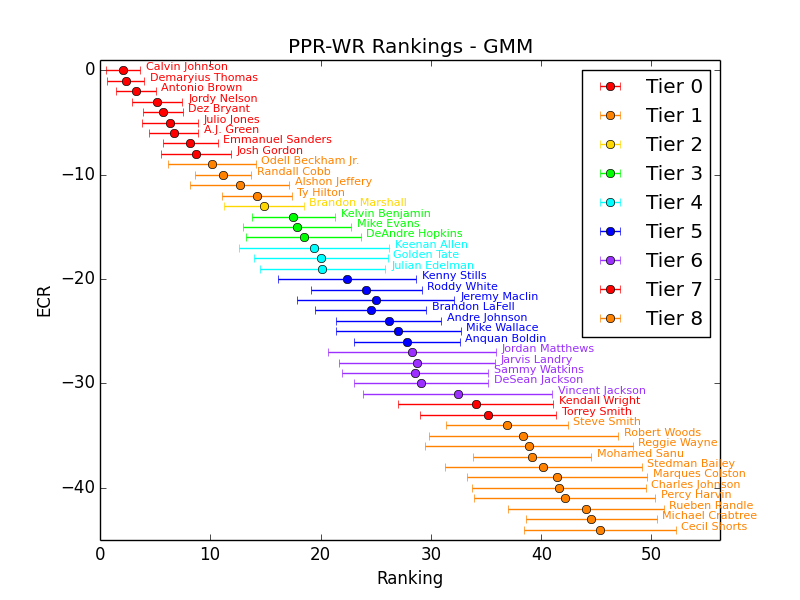 PPR-WR Rankings - GMM
Calvin Johnson
Demaryius Thomas
Antonio Brown
Jordy Nelson
Dez Bryant
Julio Jones
A.J. Green
Emmanuel Sanders
Josh Gordon
Odell Beckham Jr.
Randall Cobb
Alshon Jeffery
Ty Hilton
Brandon Marshall
Kelvin Benjamin
Mike Evans
DeAndre Hopkins
Keenan Allen
Golden Tate
Julian Edelman
Kenny Stills
Roddy White
Jeremy Maclin
Brandon LaFell
Andre Johnson
Mike Wallace
Anquan Boldin
Jordan Matthews
Jarvis Landry
Sammy Watkins
DeSean Jackson
Vincent Jackson
Kendall Wright
Torrey Smith
Steve Smith
Robert Woods
Reggie Wayne
Mohamed Sanu
Stedman Bailey
Marques Colston
Charles Johnson
Percy Harvin
Rueben Randle
Michael Crabtree
Cecil Shorts
Tier 0
Tier 1
Tier 2
Tier 3
Tier 4
Tier 5
Tier 6
Tier 7
Tier 8
0
−10
−20
−30
−40
ECR
0 10 20 30 40 50
Ranking